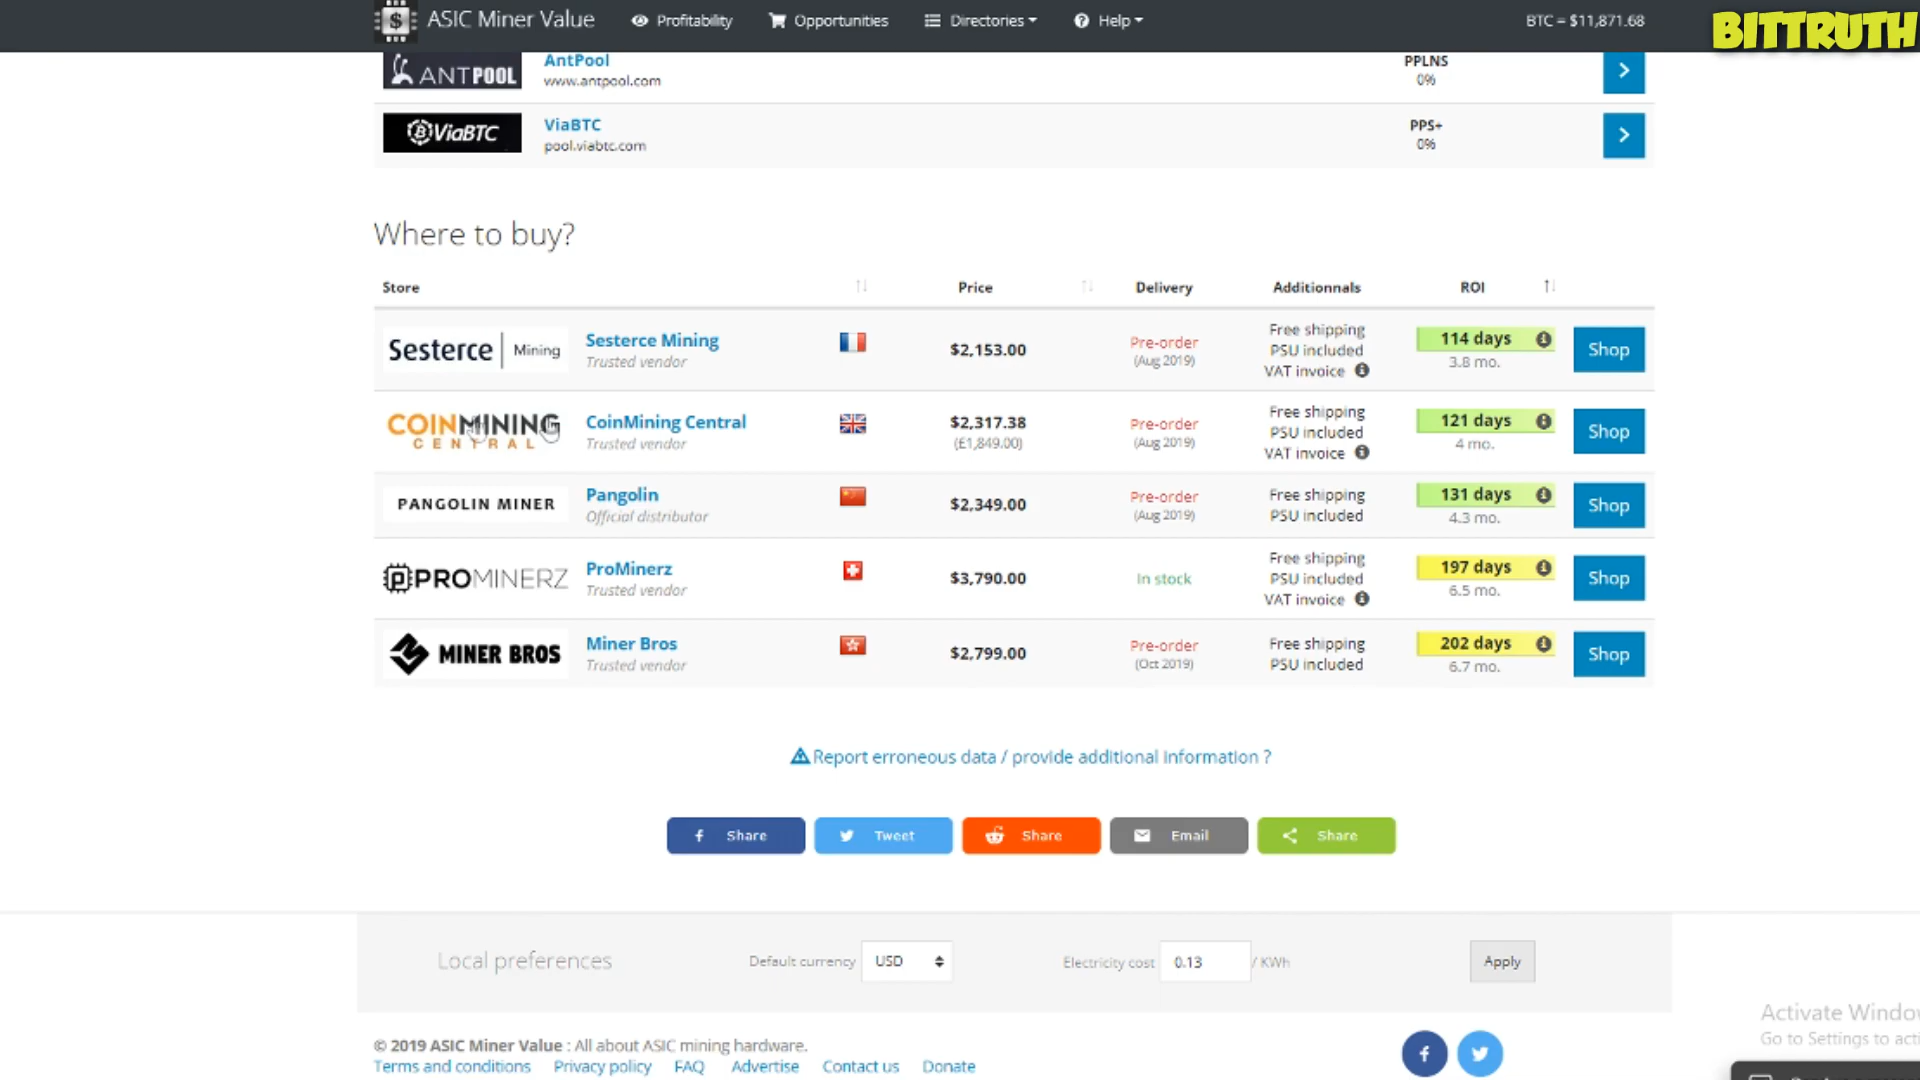 ASIC Miner Value Profitability Opportunities Directories Help BTC = $11,871.68
BITTRUTH
ANTPOOL AntPool PPLNS
www.antpool.com 0%
ViaBTC ViaBTC PPS+
pool.viabtc.com 0%
Where to buy?
Store Price Delivery Additionnals ROI
Sesterce Mining Sesterce Mining $2,153.00 Pre-order Free shipping 114 days Shop
Trusted vendor (Aug 2019) PSU included 3.8 mo.
VAT invoice
COINMINING CoinMining Central $2,317.38 Pre-order Free shipping 121 days Shop
CENTRAL Trusted vendor (£1,849.00) (Aug 2019) PSU included 4 mo.
VAT invoice
PANGOLIN MINER Pangolin $2,349.00 Pre-order Free shipping 131 days Shop
Official distributor (Aug 2019) PSU included 4.3 mo.
PROMINERZ ProMinerz $3,790.00 In stock Free shipping 197 days Shop
Trusted vendor PSU included 6.5 mo.
VAT invoice
MINER BROS Miner Bros $2,799.00 Pre-order Free shipping 202 days Shop
Trusted vendor (Oct 2019) PSU included 6.7 mo.
Report erroneous data / provide additional information ?
Share Tweet Share Email Share
Local preferences Default currency USD Electricity cost 0.13 / KWh Apply
Activate Window
Go to Settings to acti
© 2019 ASIC Miner Value : All about ASIC mining hardware.
Terms and conditions Privacy policy FAQ Advertise Contact us Donate